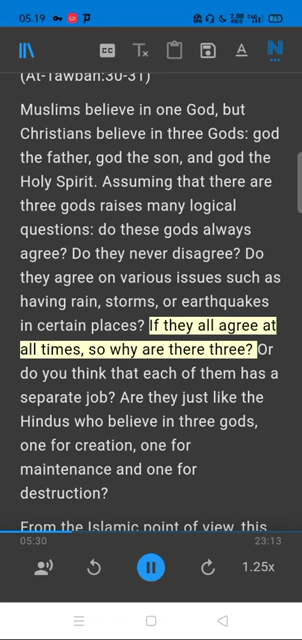 05.19
CC
(At-Tawbah:30-31)
Muslims believe in one God, but
Christians believe in three Gods: god
the father, god the son, and god the
Holy Spirit. Assuming that there are
three gods raises many logical
questions: do these gods always
agree? Do they never disagree? Do
they agree on various issues such as
having rain, storms, or earthquakes
in certain places? If they all agree at
all times, so why are there three? Or
do you think that each of them has a
separate job? Are they just like the
Hindus who believe in three gods,
one for creation, one for
maintenance and one for
destruction?
From the Islamic point of view, this
05:30
23:13
1.25x